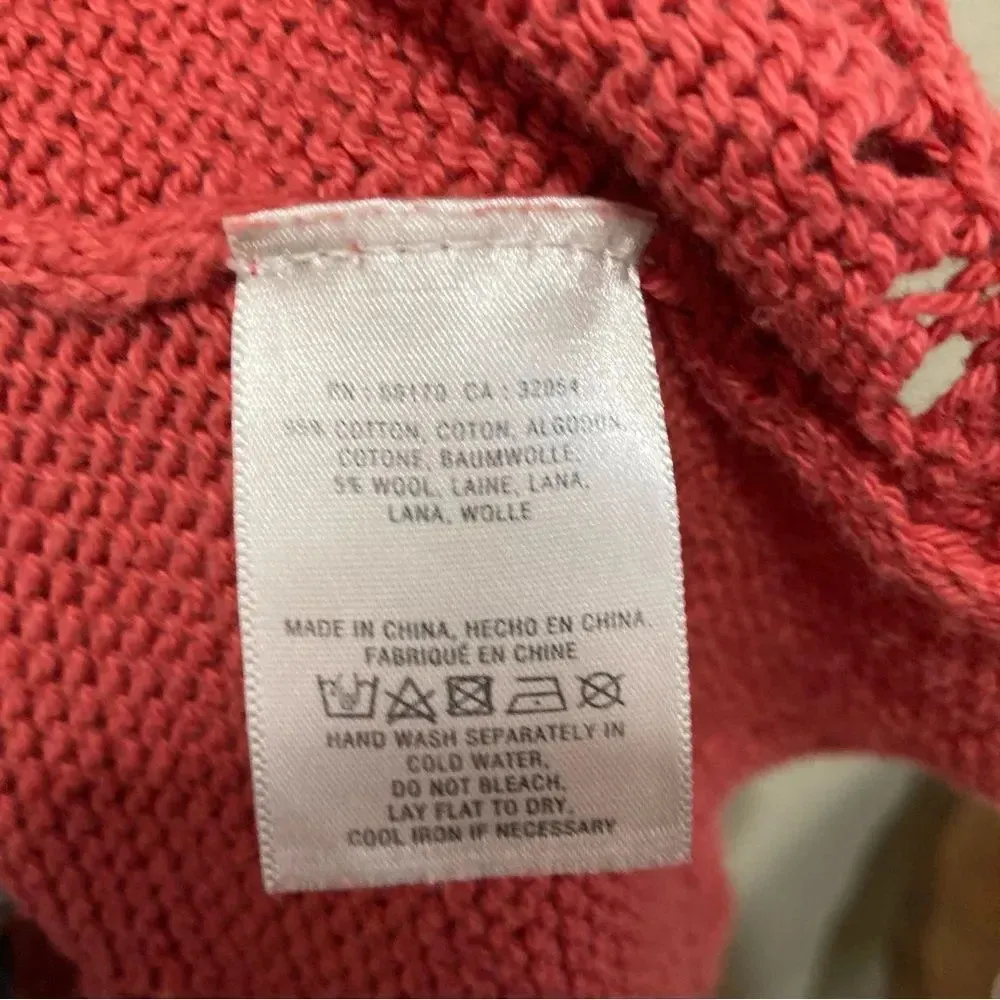 RN : 66170 CA : 32054
95% COTTON, COTON, ALGODON,
COTONE, BAUMWOLLE.
5% WOOL, LAINE, LANA,
LANA, WOLLE
MADE IN CHINA, HECHO EN CHINA.
FABRIQUÉ EN CHINE
HAND WASH SEPARATELY IN
COLD WATER,
DO NOT BLEACH,
LAY FLAT TO DRY,
COOL IRON IF NECESSARY